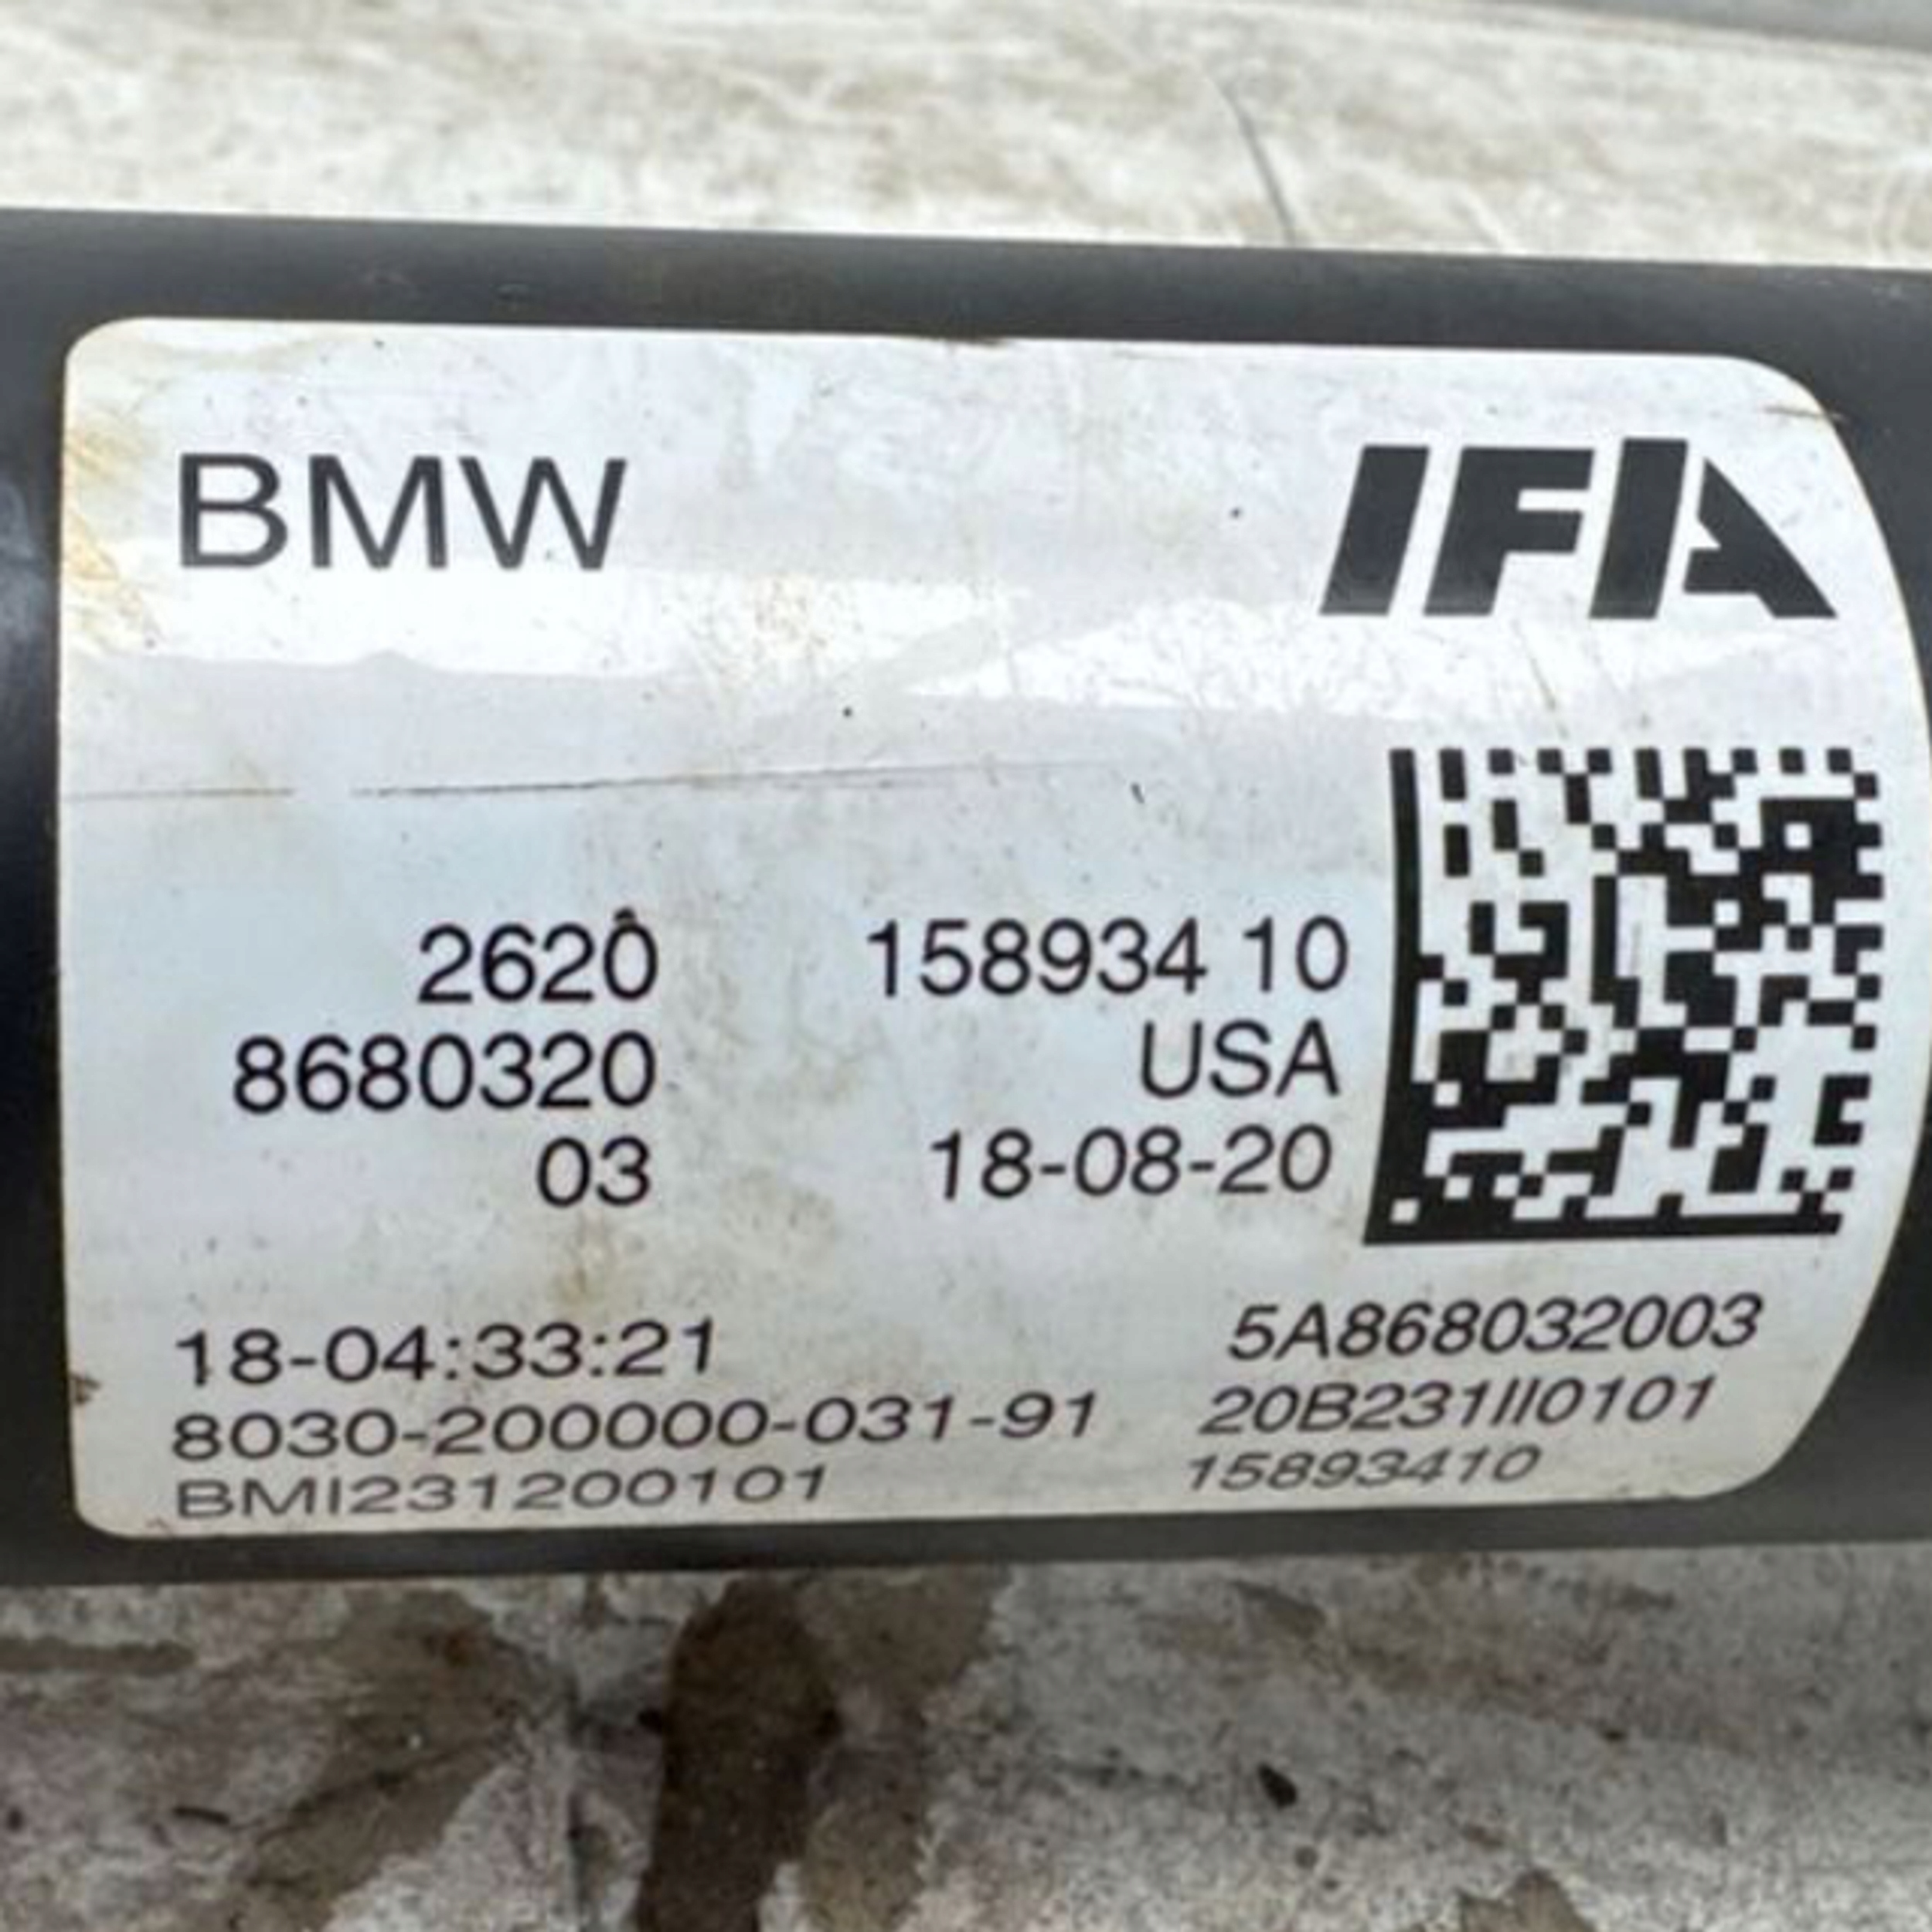 BMW IFA
2620 158934 10
8680320 USA
03 18-08-20
18-04:33:21 5A868032003
8030-200000-031-91 20B231II0101
BMI231200101 15893410